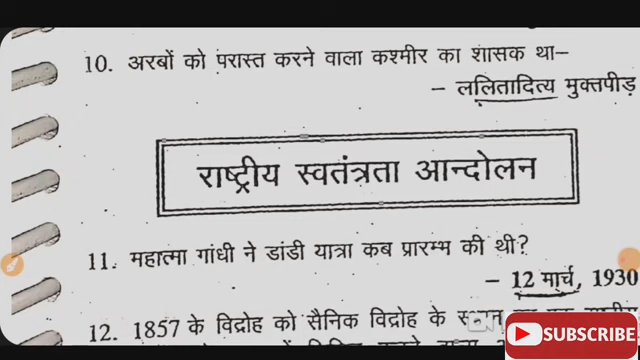 10. अरबों को परास्त करने वाला कश्मीर का शासक था–
– ललितादित्य मुक्तपीड़
राष्ट्रीय स्वतंत्रता आन्दोलन
11. महात्मा गांधी ने डांडी यात्रा कब प्रारम्भ की थी?
– 12 मार्च, 1930
12. 1857 के विद्रोह को सैनिक विद्रोह के
SUBSCRIBE